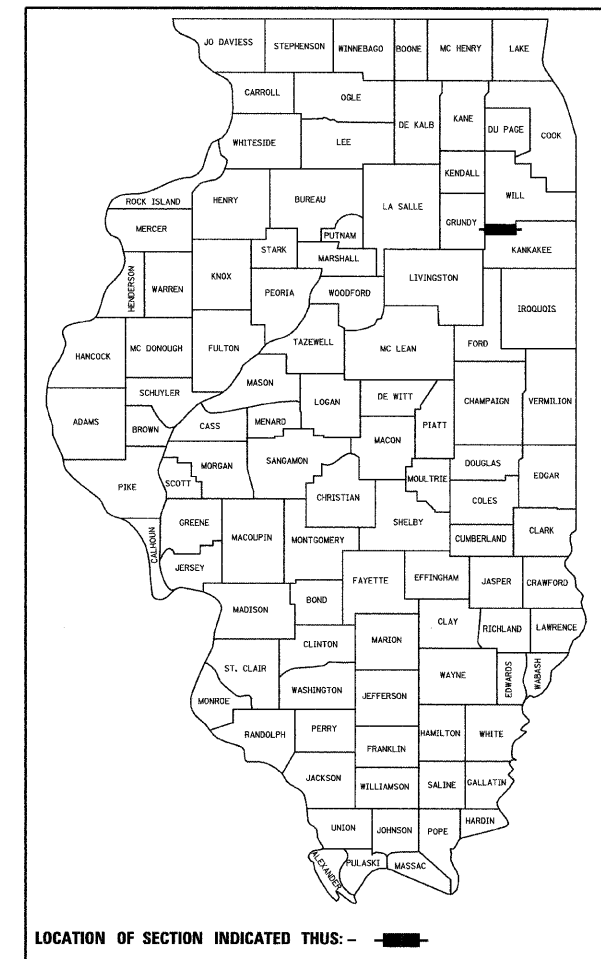 JO DAVIESS STEPHENSON WINNEBAGO BOONE MC HENRY LAKE
CARROLL OGLE DE KALB KANE DU PAGE COOK
WHITESIDE LEE KENDALL WILL
ROCK ISLAND HENRY BUREAU LA SALLE GRUNDY
MERCER PUTNAM KANKAKEE
STARK MARSHALL
HENDERSON WARREN KNOX PEORIA WOODFORD LIVINGSTON IROQUOIS
HANCOCK MC DONOUGH FULTON TAZEWELL MC LEAN FORD
SCHUYLER MASON LOGAN DE WITT CHAMPAIGN VERMILION
ADAMS BROWN CASS MENARD MACON PIATT
PIKE SCOTT MORGAN SANGAMON CHRISTIAN MOULTRIE DOUGLAS EDGAR
COLES
CALHOUN GREENE MACOUPIN MONTGOMERY SHELBY CUMBERLAND CLARK
JERSEY FAYETTE EFFINGHAM JASPER CRAWFORD
MADISON BOND CLAY RICHLAND LAWRENCE
CLINTON MARION
ST. CLAIR WAYNE EDWARDS WABASH
WASHINGTON JEFFERSON
MONROE
RANDOLPH PERRY HAMILTON WHITE
FRANKLIN
JACKSON WILLIAMSON SALINE GALLATIN
UNION JOHNSON POPE HARDIN
ALEXANDER PULASKI MASSAC
LOCATION OF SECTION INDICATED THUS: -